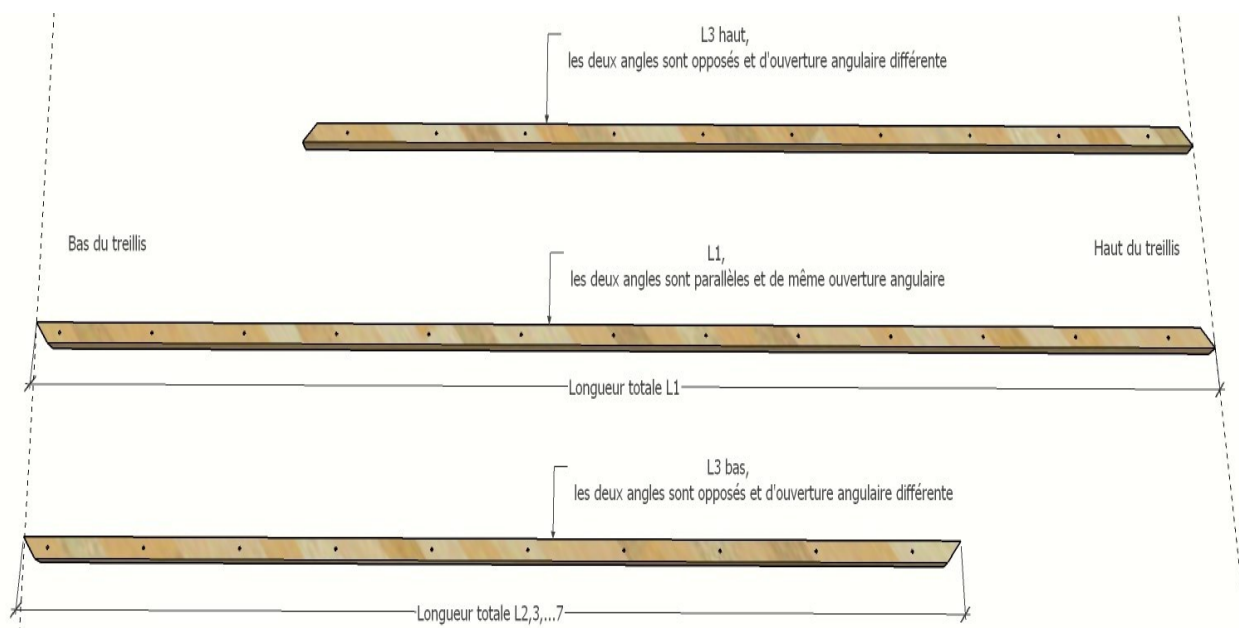 L3 haut,
les deux angles sont opposés et d'ouverture angulaire différente
Bas du treillis
Haut du treillis
L1,
les deux angles sont parallèles et de même ouverture angulaire
Longueur totale L1
L3 bas,
les deux angles sont opposés et d'ouverture angulaire différente
Longueur totale L2,3,...7